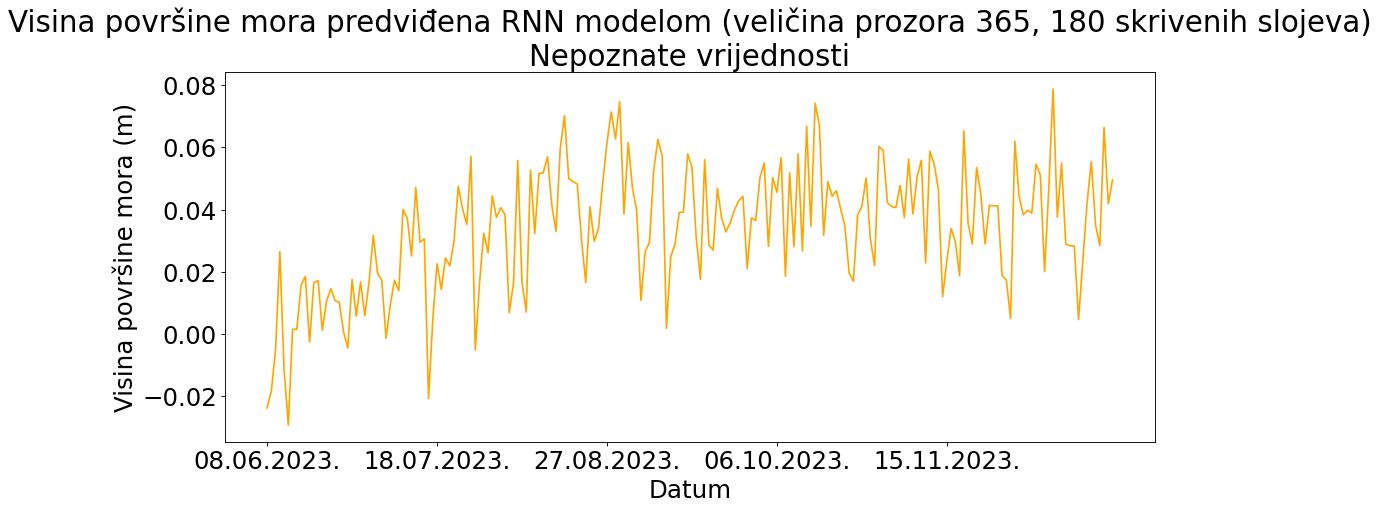 Visina površine mora predviđena RNN modelom (veličina prozora 365, 180 skrivenih slojeva)
Nepoznate vrijednosti
Visina površine mora (m)
0.08
0.06
0.04
0.02
0.00
−0.02
08.06.2023. 18.07.2023. 27.08.2023. 06.10.2023. 15.11.2023.
Datum